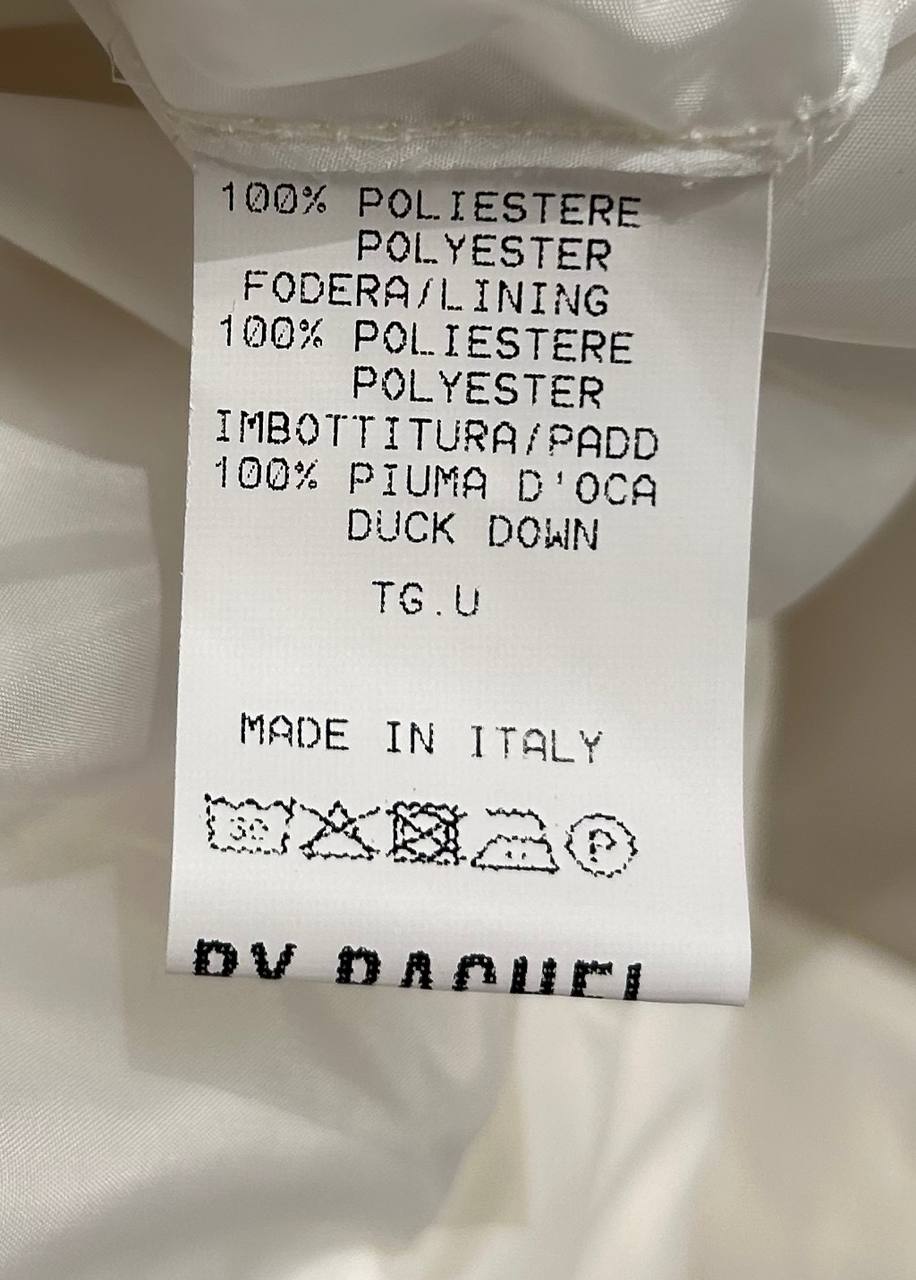 100% POLIESTERE
POLYESTER
FODERA/LINING
100% POLIESTERE
POLYESTER
IMBOTTITURA/PADD
100% PIUMA D'OCA
DUCK DOWN
TG.U
MADE IN ITALY
30 P